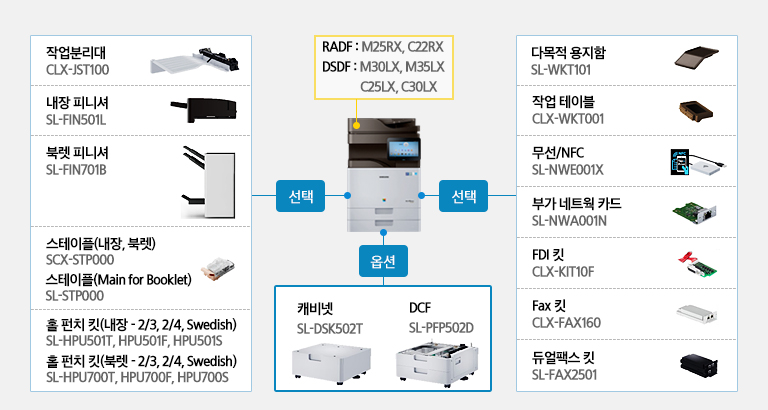 작업분리대
CLX-JST100
내장 피니셔
SL-FIN501L
북렛 피니셔
SL-FIN701B
스테이플(내장, 북렛)
SCX-STP000
스테이플(Main for Booklet)
SL-STP000
홀 펀치 킷(내장 - 2/3, 2/4, Swedish)
SL-HPU501T, HPU501F, HPU501S
홀 펀치 킷(북렛 - 2/3, 2/4, Swedish)
SL-HPU700T, HPU700F, HPU700S
RADF : M25RX, C22RX
DSDF : M30LX, M35LX
C25LX, C30LX
선택
선택
옵션
캐비넷
SL-DSK502T
DCF
SL-PFP502D
다목적 용지함
SL-WKT101
작업 테이블
CLX-WKT001
무선/NFC
SL-NWE001X
NFC
부가 네트웍 카드
SL-NWA001N
FDI 킷
CLX-KIT10F
Fax 킷
CLX-FAX160
듀얼팩스 킷
SL-FAX2501